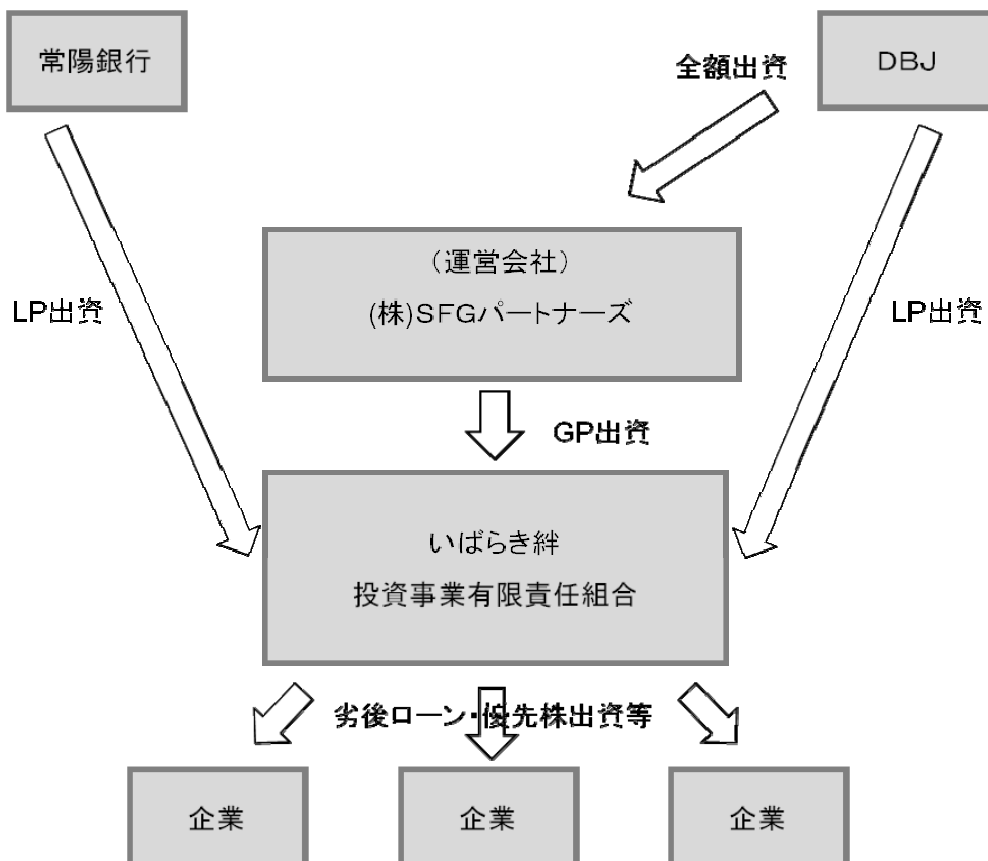 常陽銀行
全額出資
DBJ
(運営会社)
(株)SFGパートナーズ
LP出資
LP出資
GP出資
いばらき絆
投資事業有限責任組合
劣後ローン・優先株出資等
企業
企業
企業